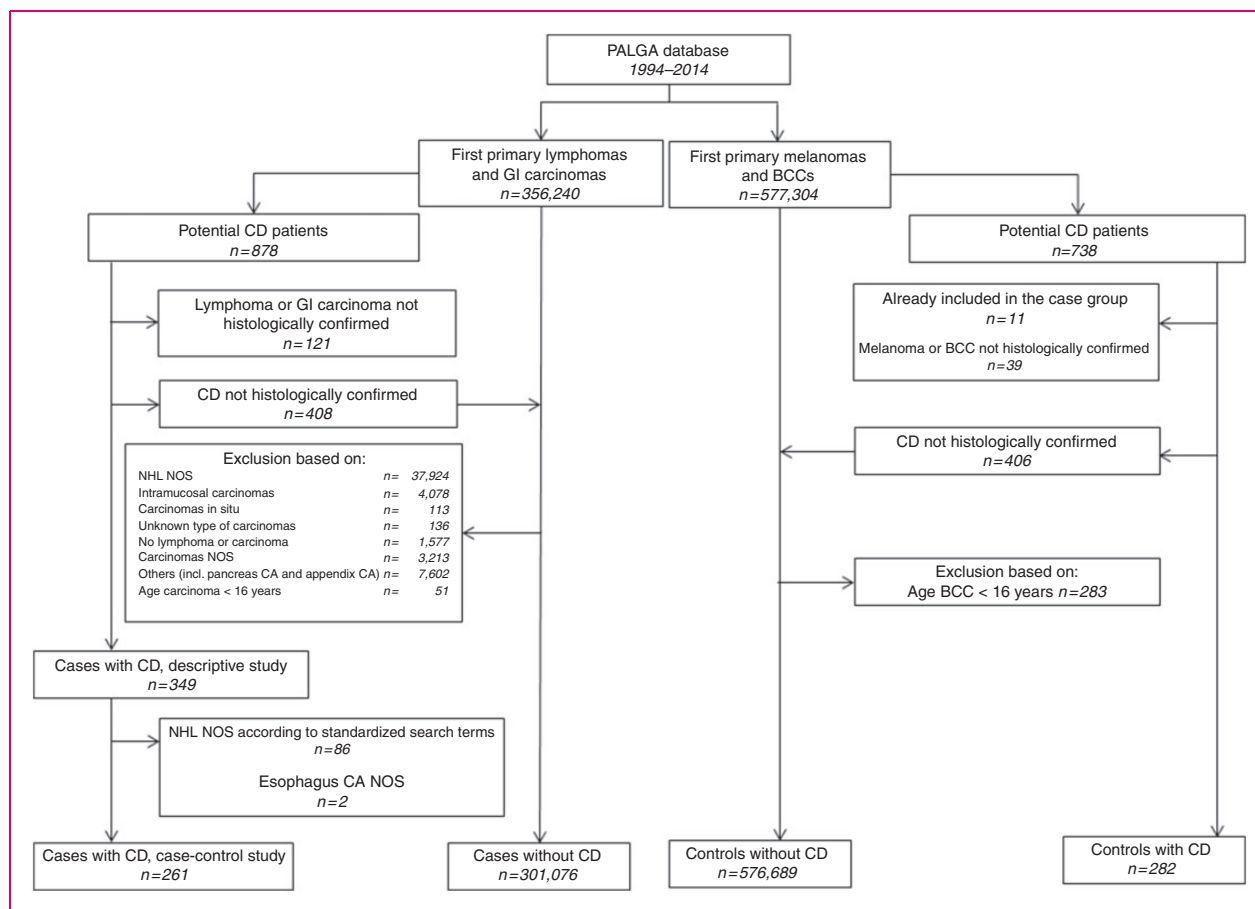 PALGA database
1994–2014
First primary lymphomas
and GI carcinomas
n=356,240
First primary melanomas
and BCCs
n=577,304
Potential CD patients
n=878
Potential CD patients
n=738
Lymphoma or GI carcinoma not
histologically confirmed
n=121
Already included in the case group
n=11
Melanoma or BCC not histologically confirmed
n=39
CD not histologically confirmed
n=408
CD not histologically confirmed
n=406
Exclusion based on:
NHL NOS n= 37,924
Intramucosal carcinomas n= 4,078
Carcinomas in situ n= 113
Unknown type of carcinomas n= 136
No lymphoma or carcinoma n= 1,577
Carcinomas NOS n= 3,213
Others (incl. pancreas CA and appendix CA) n= 7,602
Age carcinoma < 16 years n= 51
Exclusion based on:
Age BCC < 16 years n=283
Cases with CD, descriptive study
n=349
NHL NOS according to standardized search terms
n=86
Esophagus CA NOS
n=2
Cases with CD, case-control study
n=261
Cases without CD
n=301,076
Controls without CD
n=576,689
Controls with CD
n=282